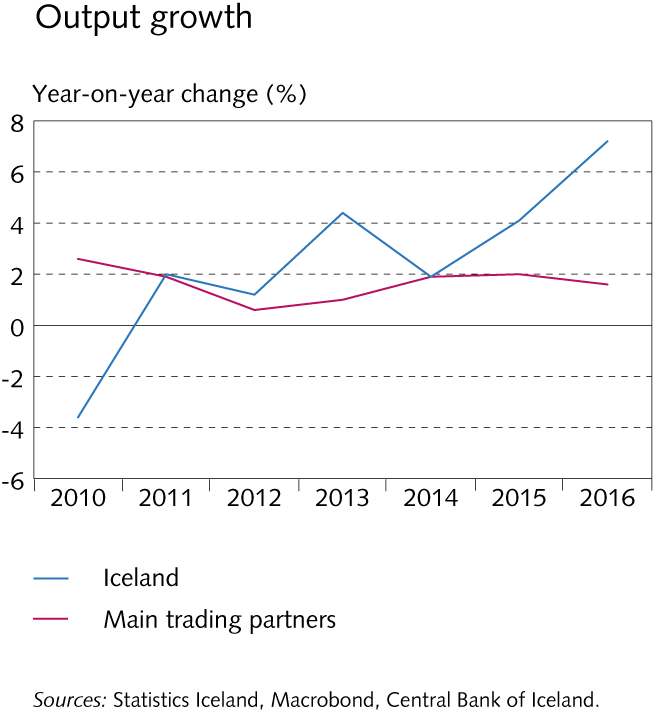 Output growth
Year-on-year change (%)
8
6
4
2
0
-2
-4
-6
2010 2011 2012 2013 2014 2015 2016
Iceland
Main trading partners
Sources: Statistics Iceland, Macrobond, Central Bank of Iceland.